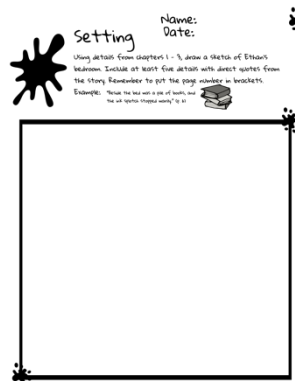 Name:
Date:
Setting
Using details from chapters 1 - 3, draw a sketch of Ethan's
bedroom. Include at least five details with direct quotes from
the story. Remember to put the page number in brackets.
Example: "Beside the bed was a pile of books, and
the ink splotch stopped warily" (p. 6)